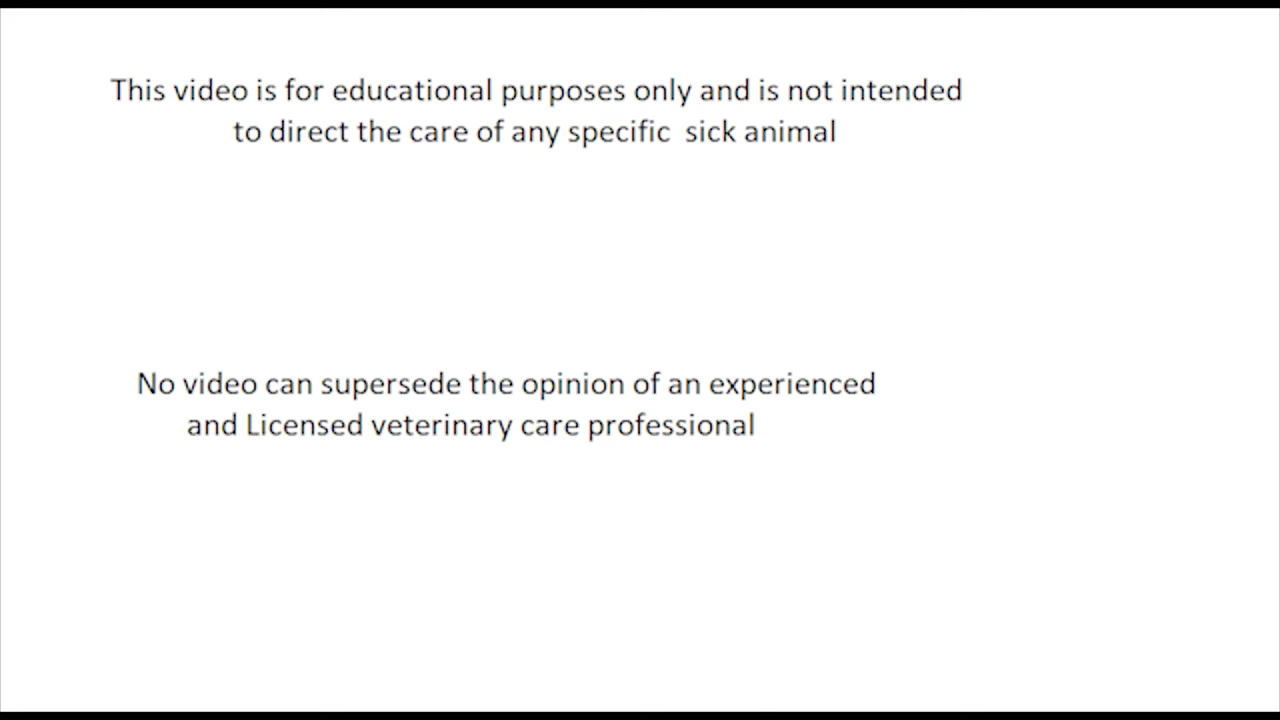 This video is for educational purposes only and is not intended
to direct the care of any specific  sick animal
No video can supersede the opinion of an experienced
and Licensed veterinary care professional